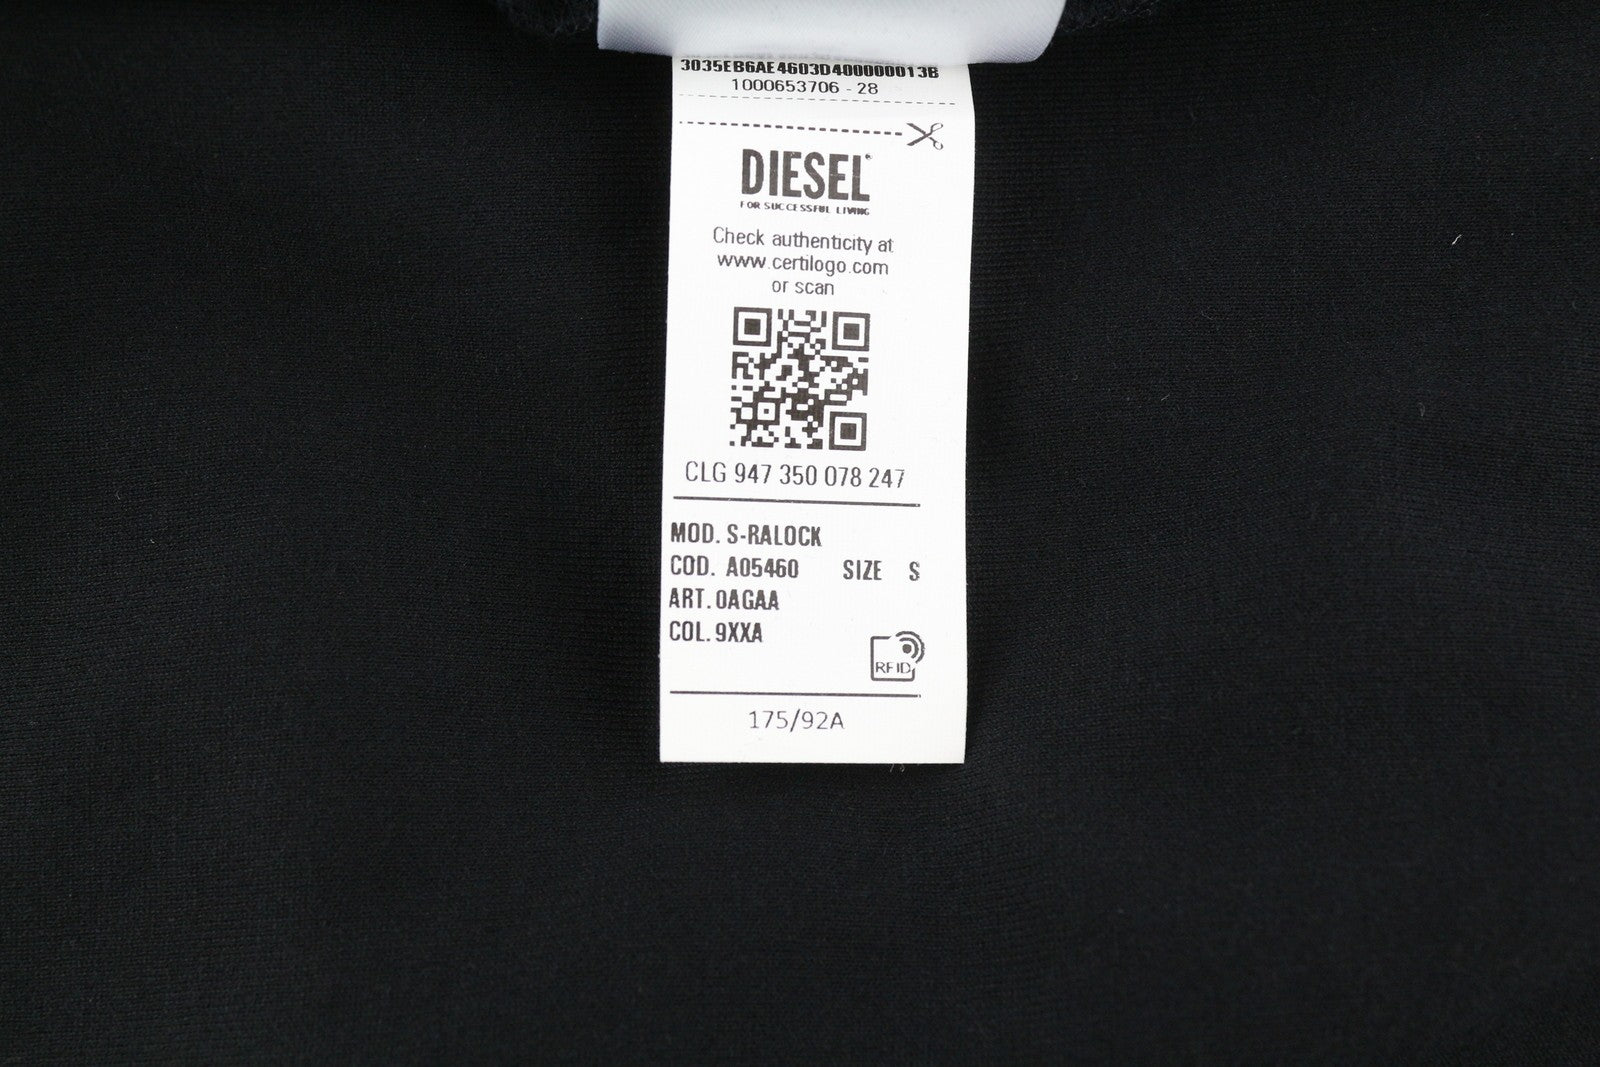 3035EB6AE4603D400000013B
1000653706 - 28
DIESEL
FOR SUCCESSFUL LIVING
Check authenticity at
www.certilogo.com
or scan
CLG 947 350 078 247
MOD. S-RALOCK
COD. A05460 SIZE S
ART. 0AGAA
COL. 9XXA
RFID
175/92A